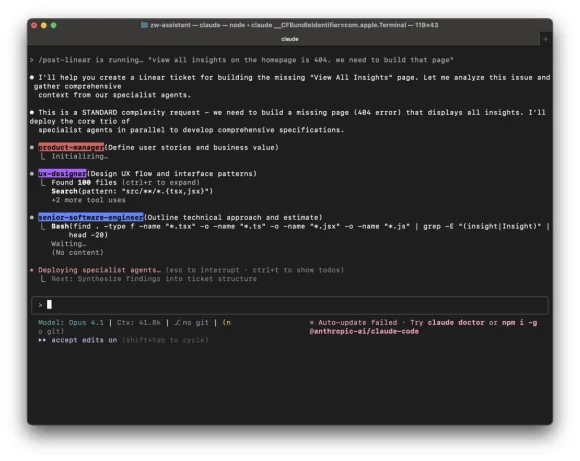 zw-assistant — claude — node • claude __CFBundleIdentifier=com.apple.Terminal — 119×43
claude
> /post-linear is running… "view all insights on the homepage is 404. we need to build that page"
● I'll help you create a Linear ticket for building the missing "View All Insights" page. Let me analyze this issue and
gather comprehensive
context from our specialist agents.
● This is a STANDARD complexity request - we need to build a missing page (404 error) that displays all insights. I'll
deploy the core trio of
specialist agents in parallel to develop comprehensive specifications.
● product-manager(Define user stories and business value)
⎿ Initializing…
● ux-designer(Design UX flow and interface patterns)
⎿ Found 100 files (ctrl+r to expand)
Search(pattern: "src/**/*.{tsx,jsx}")
+2 more tool uses
● senior-software-engineer(Outline technical approach and estimate)
⎿ Bash(find . -type f -name "*.tsx" -o -name "*.ts" -o -name "*.jsx" -o -name "*.js" | grep -E "(insight|Insight)" |
head -20)
Waiting…
(No content)
✶ Deploying specialist agents… (esc to interrupt · ctrl+t to show todos)
⎿ Next: Synthesize findings into ticket structure
>
Model: Opus 4.1 | Ctx: 41.8k | ⎇ no git | (n
o git)
✗ Auto-update failed · Try claude doctor or npm i -g
@anthropic-ai/claude-code
⏵⏵ accept edits on (shift+tab to cycle)